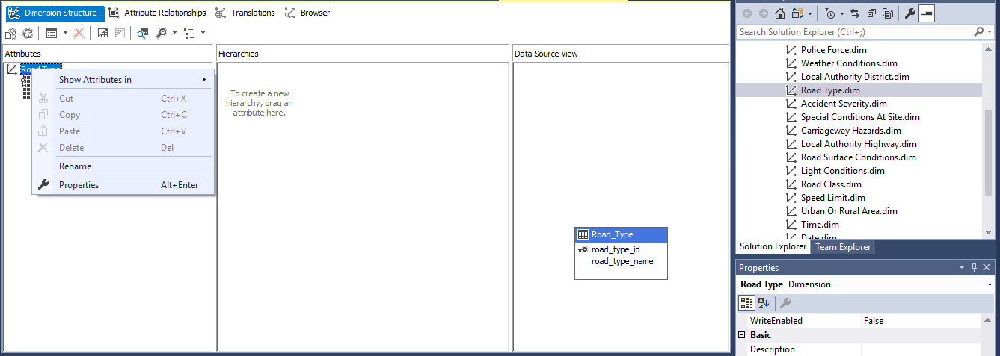 Dimension Structure Attribute Relationships Translations Browser
Attributes Hierarchies Data Source View
Show Attributes in
Cut Ctrl+X
Copy Ctrl+C
Paste Ctrl+V
Delete Del
Rename
Properties Alt+Enter
To create a new
hierarchy, drag an
attribute here.
Road_Type
road_type_id
road_type_name
Search Solution Explorer (Ctrl+;)
Police Force.dim
Weather Conditions.dim
Local Authority District.dim
Road Type.dim
Accident Severity.dim
Special Conditions At Site.dim
Carriageway Hazards.dim
Local Authority Highway.dim
Road Surface Conditions.dim
Light Conditions.dim
Road Class.dim
Speed Limit.dim
Urban Or Rural Area.dim
Time.dim
Date.dim
Solution Explorer Team Explorer
Properties
Road Type Dimension
WriteEnabled False
Basic
Description